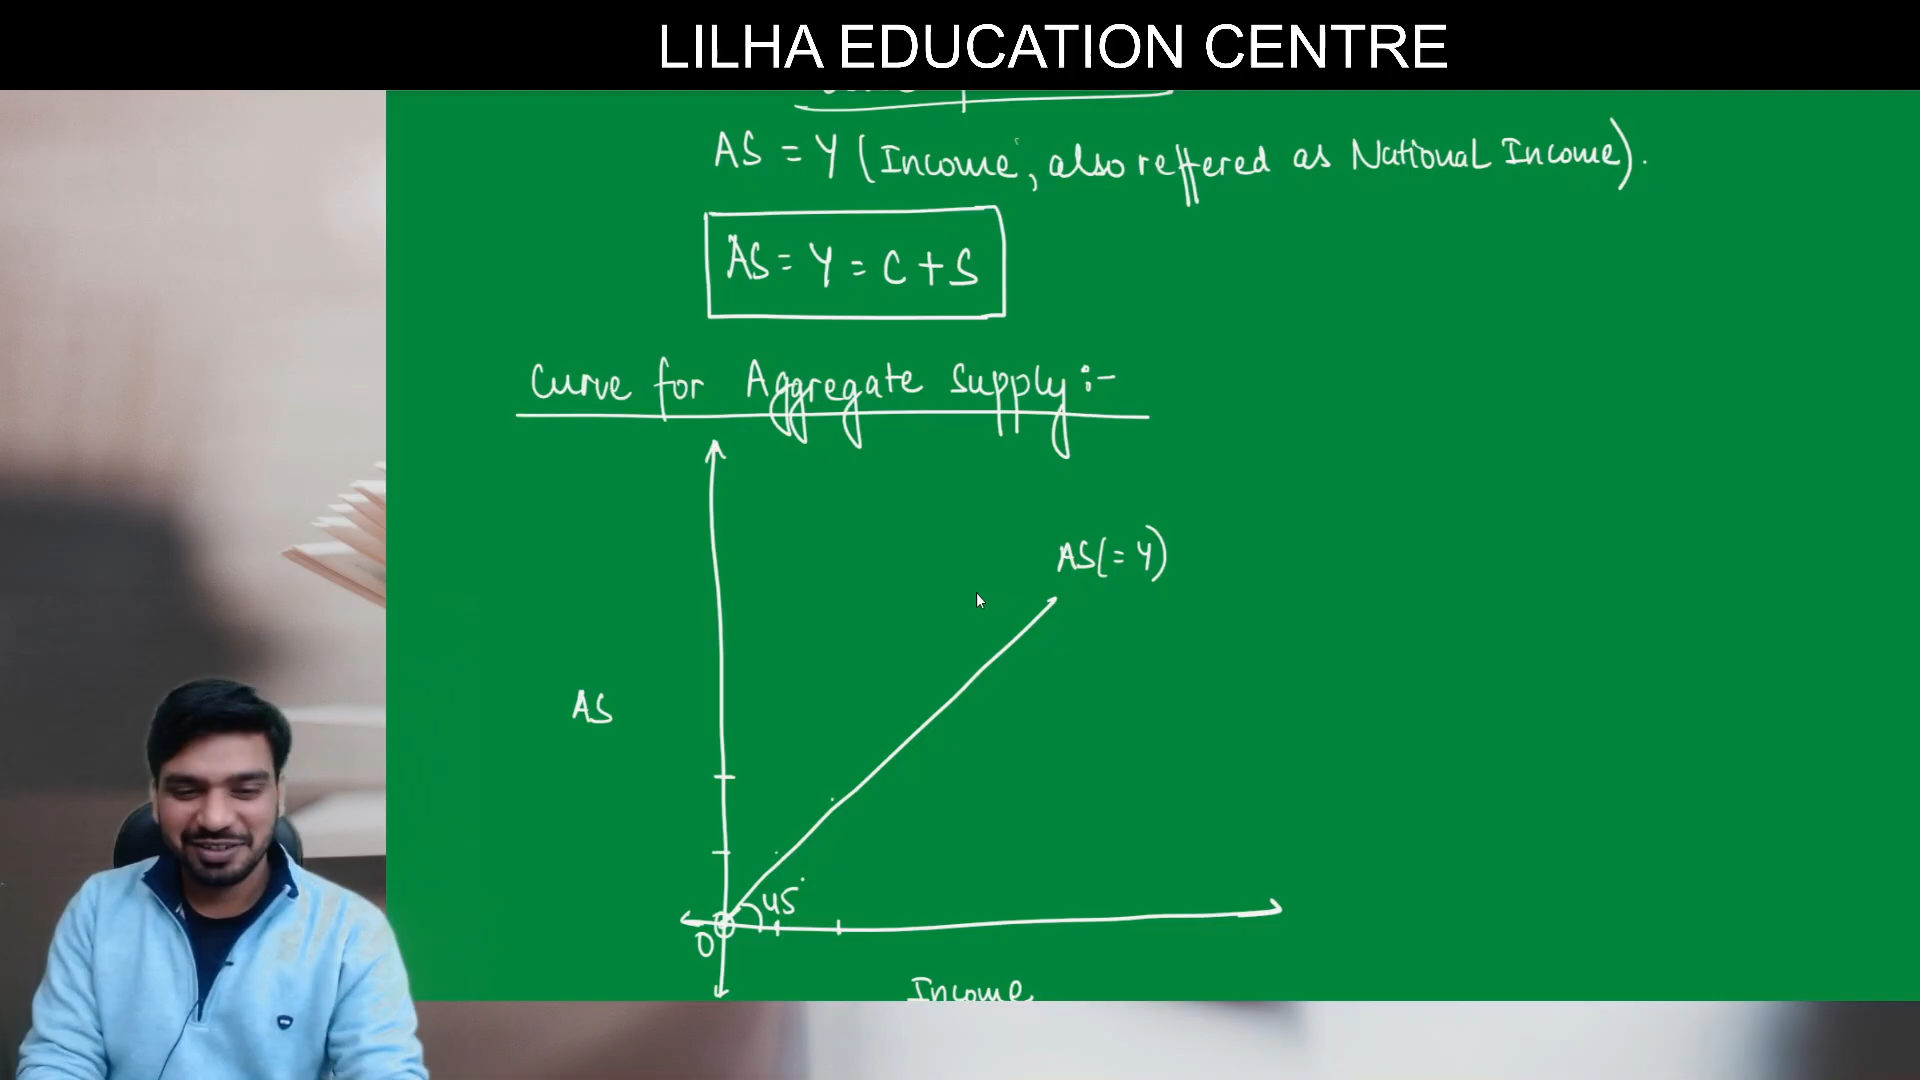 LILHA EDUCATION CENTRE
AS = Y (Income, also reffered as National Income).
AS = Y = C + S
Curve for Aggregate Supply :-
AS (= Y)
AS
45°
O
Income